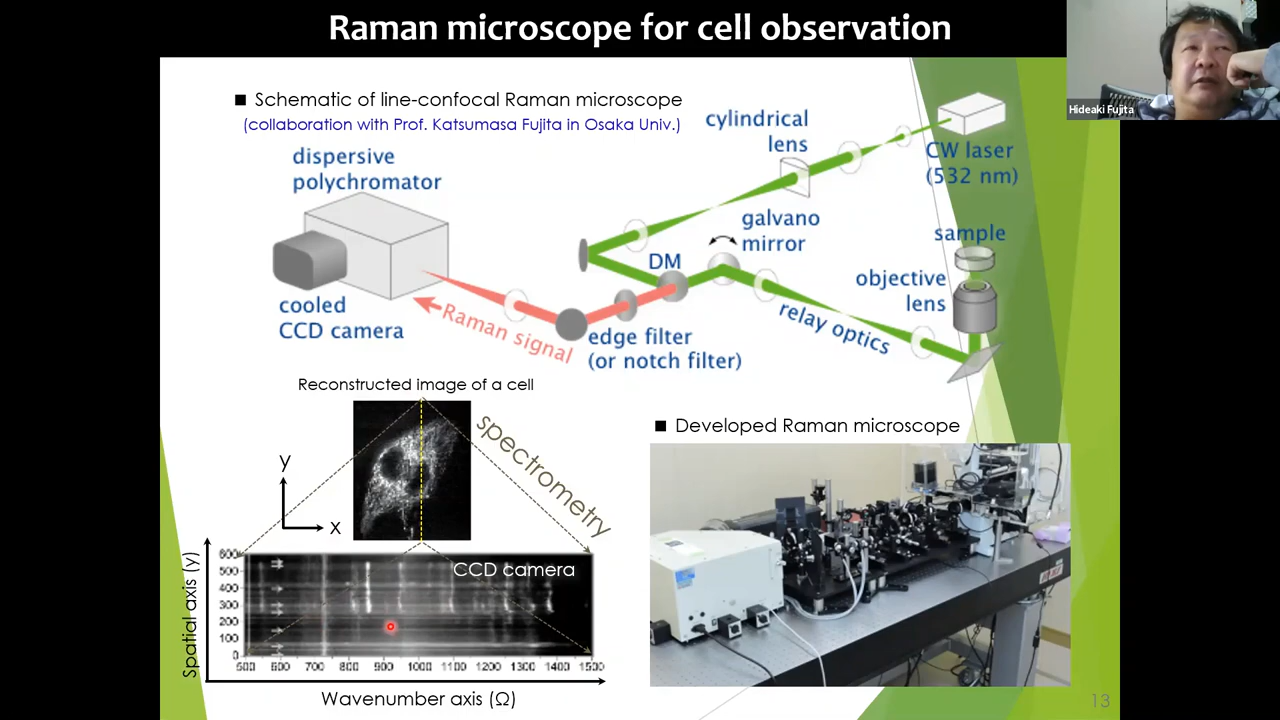 Raman microscope for cell observation
Hideaki Fujita
■ Schematic of line-confocal Raman microscope
(collaboration with Prof. Katsumasa Fujita in Osaka Univ.)
dispersive
polychromator
cylindrical
lens
CW laser
(532 nm)
galvano
mirror
sample
DM
objective
lens
cooled
CCD camera
Raman signal
edge filter
(or notch filter)
relay optics
Reconstructed image of a cell
spectrometry
y
x
■ Developed Raman microscope
CCD camera
Spatial axis (y)
600
500
400
300
200
100
0
500 600 700 800 900 1000 1100 1200 1300 1400 1500
Wavenumber axis (Ω)
13